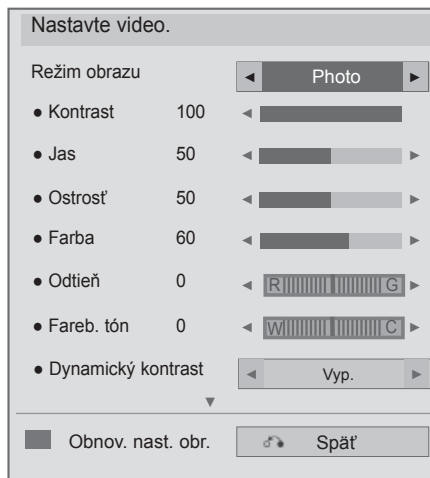 Nastavte video.
Režim obrazu ◄ Photo ►
● Kontrast 100 ◄
● Jas 50 ◄ ►
● Ostrosť 50 ◄ ►
● Farba 60 ◄ ►
● Odtieň 0 ◄ R G ►
● Fareb. tón 0 ◄ W C ►
● Dynamický kontrast ◄ Vyp. ►
▼
Obnov. nast. obr. Späť